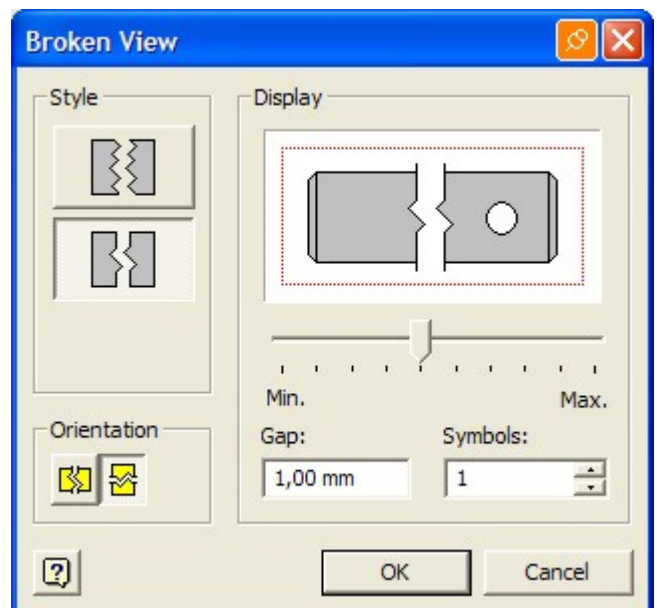 Broken View
Style
Display
Min.
Max.
Orientation
Gap:
Symbols:
1,00 mm
1
?
OK
Cancel